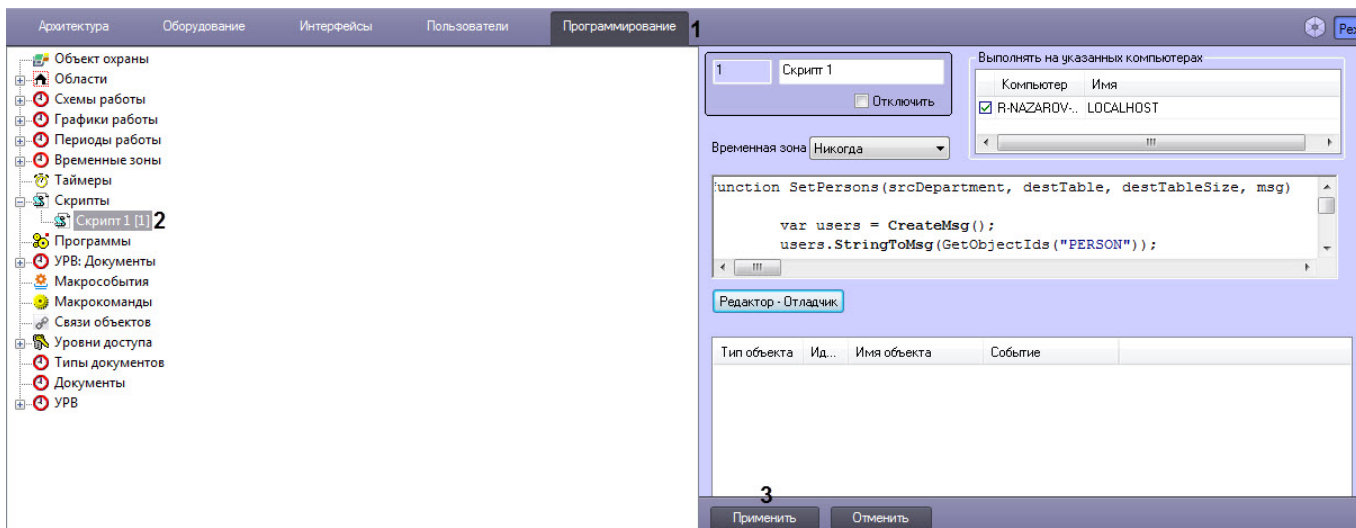 Архитектура Оборудование Интерфейсы Пользователи Программирование 1
Объект охраны
Области
Схемы работы
Графики работы
Периоды работы
Временные зоны
Таймеры
Скрипты
Скрипт 1 [1] 2
Программы
УРВ: Документы
Макрособытия
Макрокоманды
Связи объектов
Уровни доступа
Типы документов
Документы
УРВ
1 Скрипт 1
Отключить
Выполнять на указанных компьютерах
Компьютер Имя
R-NAZAROV-... LOCALHOST
Временная зона Никогда
unction SetPersons(srcDepartment, destTable, destTableSize, msg)
var users = CreateMsg();
users.StringToMsg(GetObjectIds("PERSON"));
Редактор - Отладчик
Тип объекта Ид... Имя объекта Событие
3
Применить Отменить